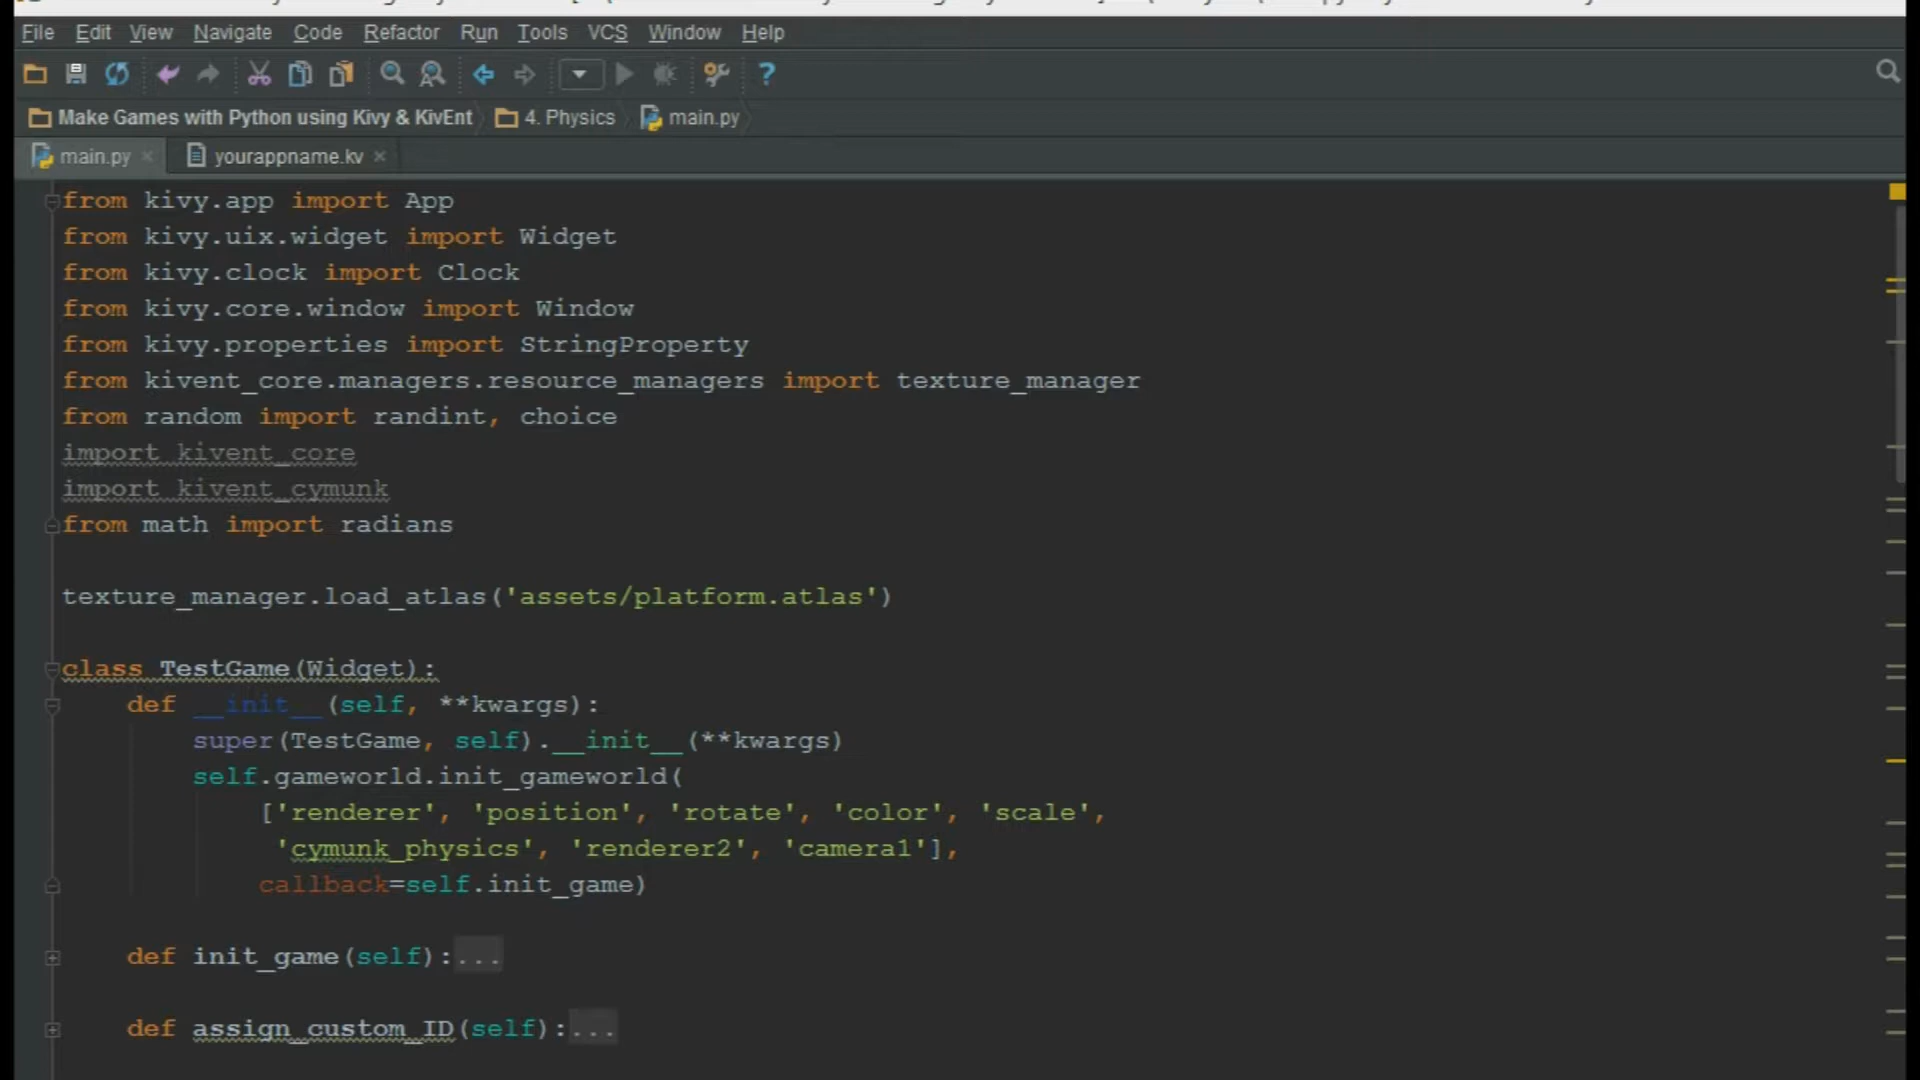 File Edit View Navigate Code Refactor Run Tools VCS Window Help
Make Games with Python using Kivy & KivEnt 4. Physics main.py
main.py yourappname.kv
from kivy.app import App
from kivy.uix.widget import Widget
from kivy.clock import Clock
from kivy.core.window import Window
from kivy.properties import StringProperty
from kivent_core.managers.resource_managers import texture_manager
from random import randint, choice
import kivent_core
import kivent_cymunk
from math import radians
texture_manager.load_atlas('assets/platform.atlas')
class TestGame(Widget):
def __init__(self, **kwargs):
super(TestGame, self).__init__(**kwargs)
self.gameworld.init_gameworld(
['renderer', 'position', 'rotate', 'color', 'scale',
'cymunk_physics', 'renderer2', 'camera1'],
callback=self.init_game)
def init_game(self):...
def assign_custom_ID(self):...